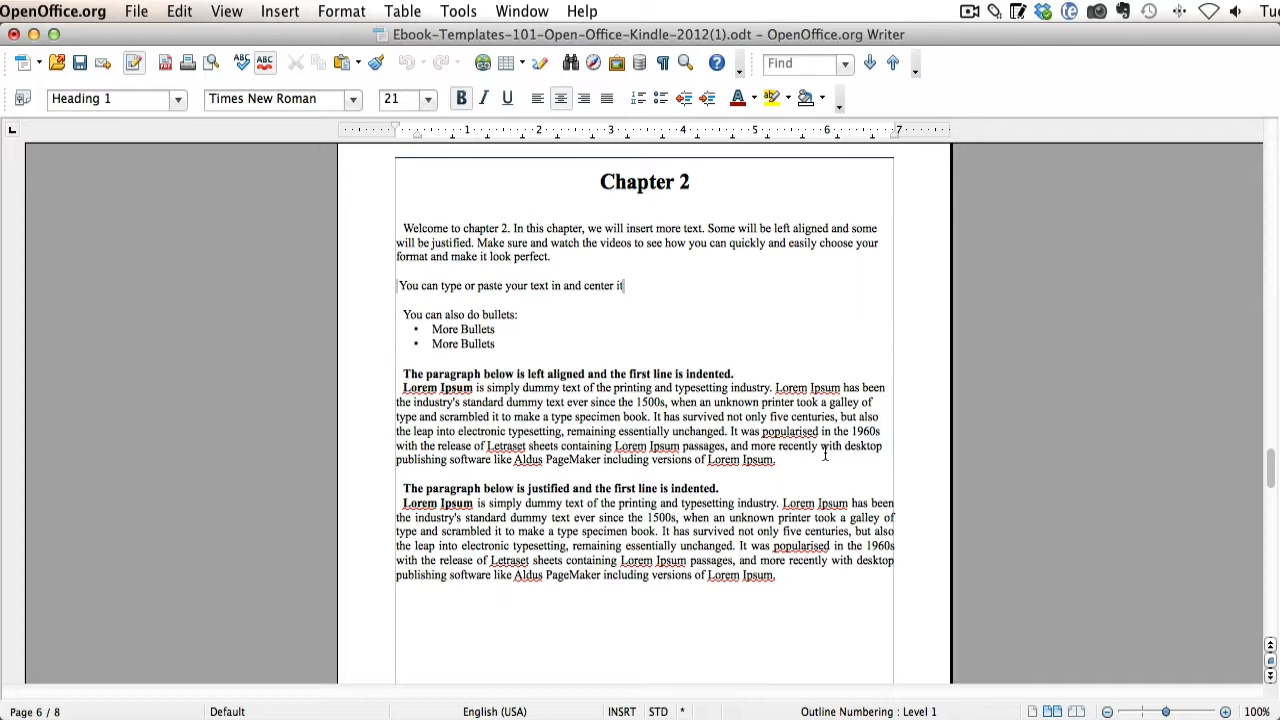 OpenOffice.org File Edit View Insert Format Table Tools Window Help Tue
Ebook-Templates-101-Open-Office-Kindle-2012(1).odt - OpenOffice.org Writer
Find
Heading 1 Times New Roman 21
1 2 3 4 5 6 7
Chapter 2
Welcome to chapter 2. In this chapter, we will insert more text. Some will be left aligned and some
will be justified. Make sure and watch the videos to see how you can quickly and easily choose your
format and make it look perfect.
You can type or paste your text in and center it
You can also do bullets:
• More Bullets
• More Bullets
The paragraph below is left aligned and the first line is indented.
Lorem Ipsum is simply dummy text of the printing and typesetting industry. Lorem Ipsum has been
the industry's standard dummy text ever since the 1500s, when an unknown printer took a galley of
type and scrambled it to make a type specimen book. It has survived not only five centuries, but also
the leap into electronic typesetting, remaining essentially unchanged. It was popularised in the 1960s
with the release of Letraset sheets containing Lorem Ipsum passages, and more recently with desktop
publishing software like Aldus PageMaker including versions of Lorem Ipsum.
The paragraph below is justified and the first line is indented.
Lorem Ipsum is simply dummy text of the printing and typesetting industry. Lorem Ipsum has been
the industry's standard dummy text ever since the 1500s, when an unknown printer took a galley of
type and scrambled it to make a type specimen book. It has survived not only five centuries, but also
the leap into electronic typesetting, remaining essentially unchanged. It was popularised in the 1960s
with the release of Letraset sheets containing Lorem Ipsum passages, and more recently with desktop
publishing software like Aldus PageMaker including versions of Lorem Ipsum.
Page 6 / 8 Default English (USA) INSRT STD * Outline Numbering : Level 1 100%